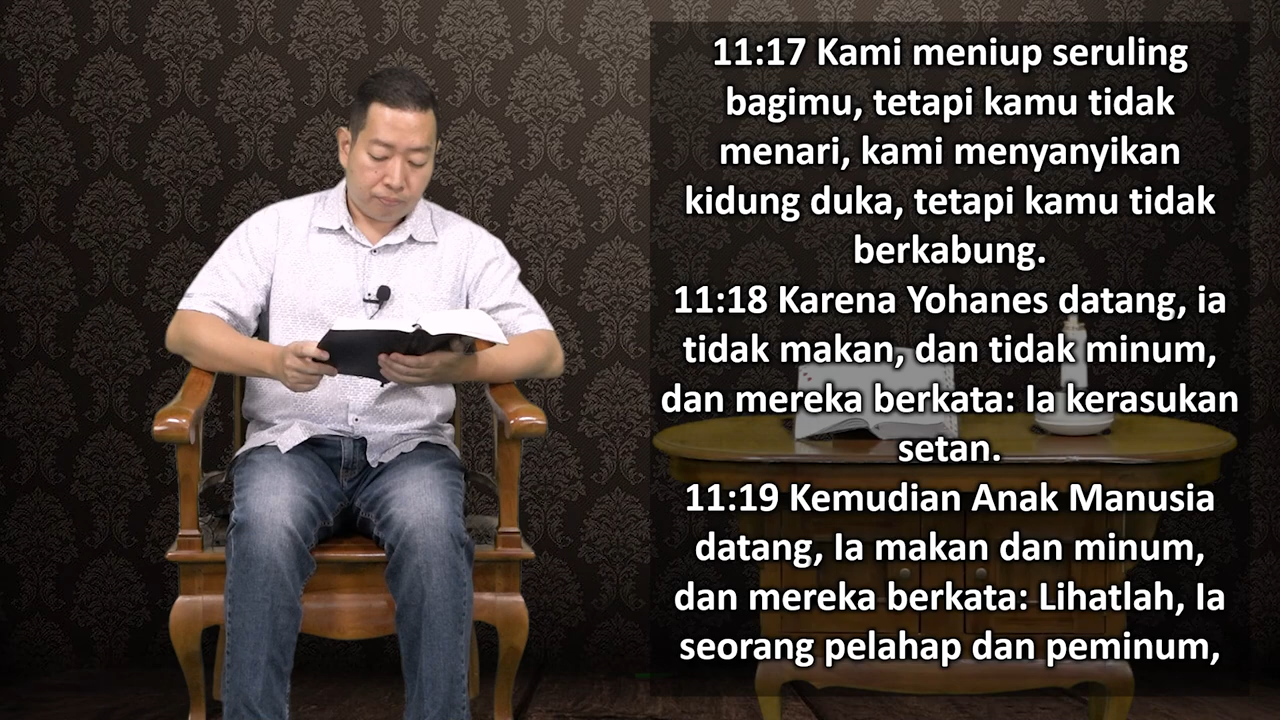 11:17 Kami meniup seruling
bagimu, tetapi kamu tidak
menari, kami menyanyikan
kidung duka, tetapi kamu tidak
berkabung.
11:18 Karena Yohanes datang, ia
tidak makan, dan tidak minum,
dan mereka berkata: Ia kerasukan
setan.
11:19 Kemudian Anak Manusia
datang, Ia makan dan minum,
dan mereka berkata: Lihatlah, Ia
seorang pelahap dan peminum,